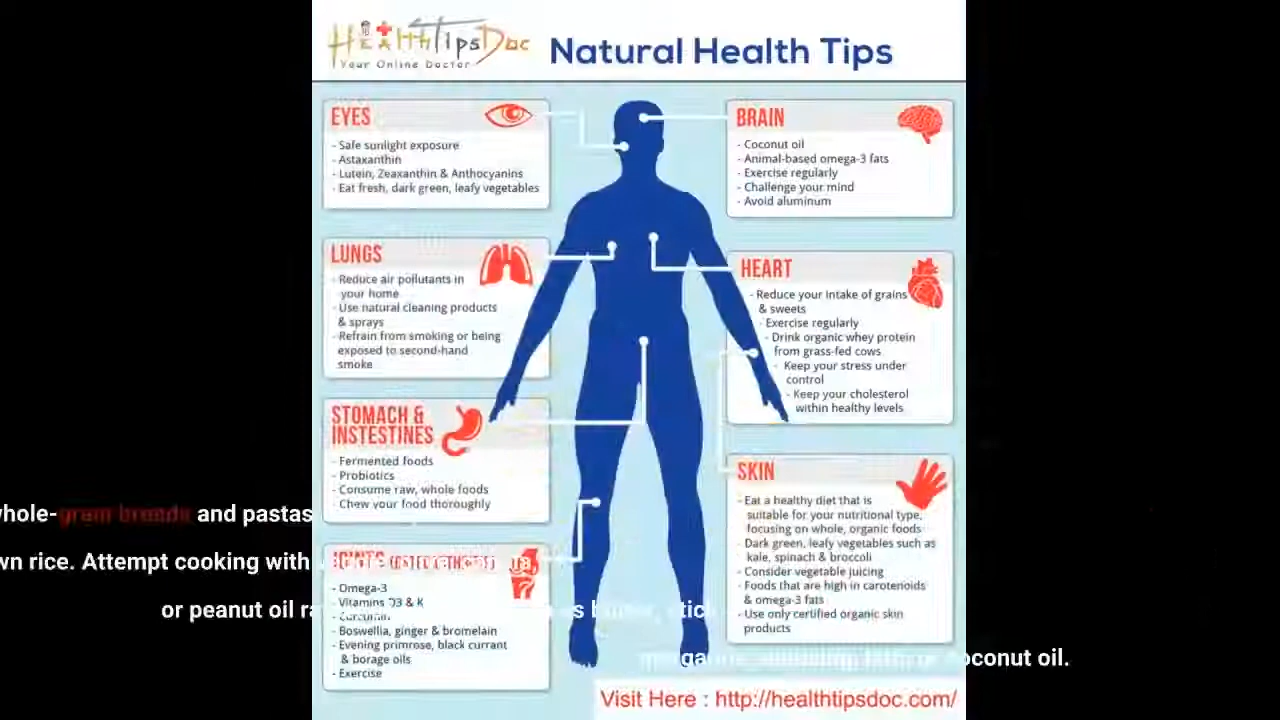 HealthTipsDoc
Your Online Doctor
Natural Health Tips
EYES
- Safe sunlight exposure
- Astaxanthin
- Lutein, Zeaxanthin & Anthocyanins
- Eat fresh, dark green, leafy vegetables
LUNGS
- Reduce air pollutants in
your home
- Use natural cleaning products
& sprays
- Refrain from smoking or being
exposed to second-hand
smoke
STOMACH &
INSTESTINES
- Fermented foods
- Probiotics
- Consume raw, whole foods
- Chew your food thoroughly
JOINTS
- Omega-3
- Vitamins D3 & K
- Curcumin
- Boswellia, ginger & bromelain
- Evening primrose, black currant
& borage oils
- Exercise
BRAIN
- Coconut oil
- Animal-based omega-3 fats
- Exercise regularly
- Challenge your mind
- Avoid aluminum
HEART
- Reduce your intake of grains
& sweets
- Exercise regularly
- Drink organic whey protein
from grass-fed cows
- Keep your stress under
control
- Keep your cholesterol
within healthy levels
SKIN
- Eat a healthy diet that is
suitable for your nutritional type,
focusing on whole, organic foods
- Dark green, leafy vegetables such as
kale, spinach & broccoli
- Consider vegetable juicing
- Foods that are high in carotenoids
& omega-3 fats
- Use only certified organic skin
products
whole-grain breads and pastas
rice. Attempt cooking with
or peanut oil
coconut oil.
Visit Here : http://healthtipsdoc.com/